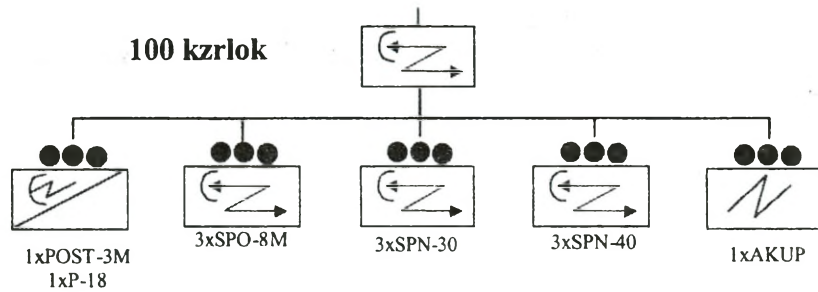 100 kzrlok
1xPOST-3M
1xP-18
3xSPO-8M
3xSPN-30
3xSPN-40
1xAKUP